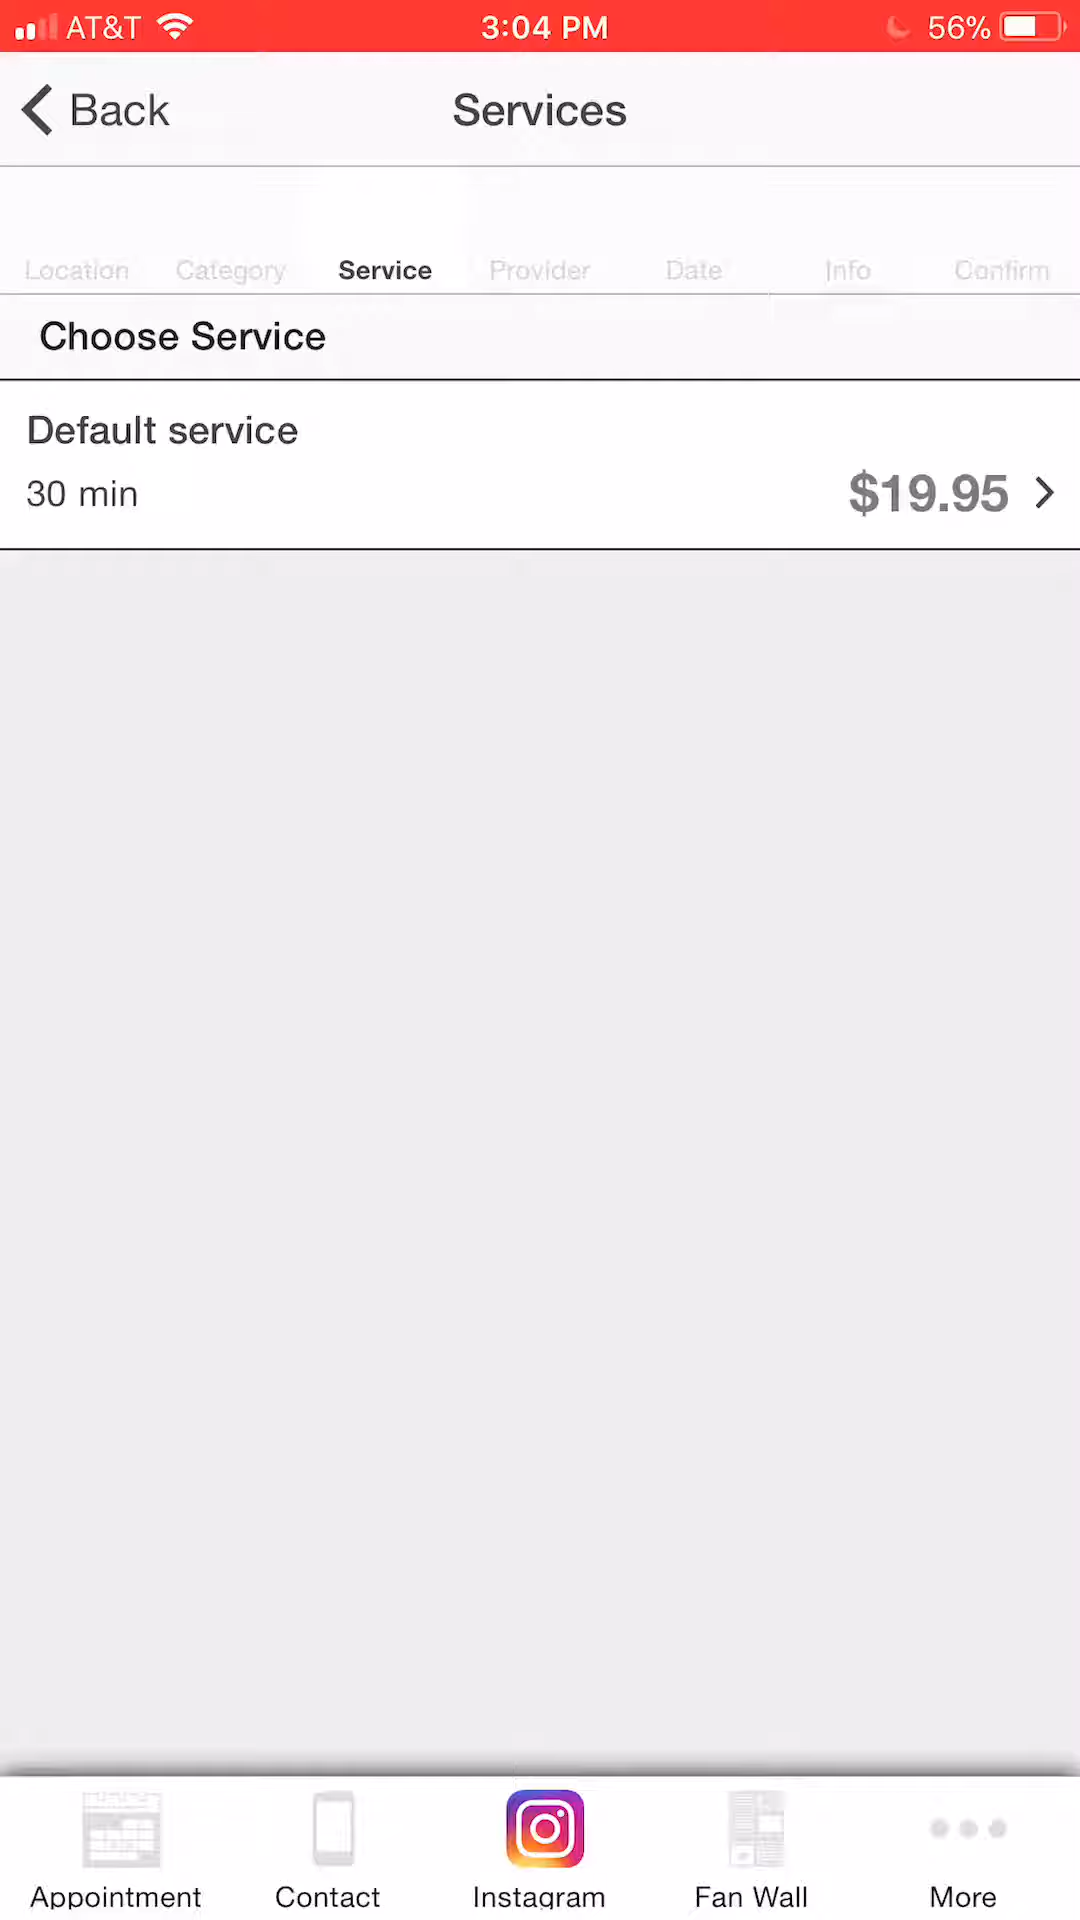 AT&T 3:04 PM 56%
Back Services
Location Category Service Provider Date Info Confirm
Choose Service
Default service
30 min $19.95
Appointment Contact Instagram Fan Wall More